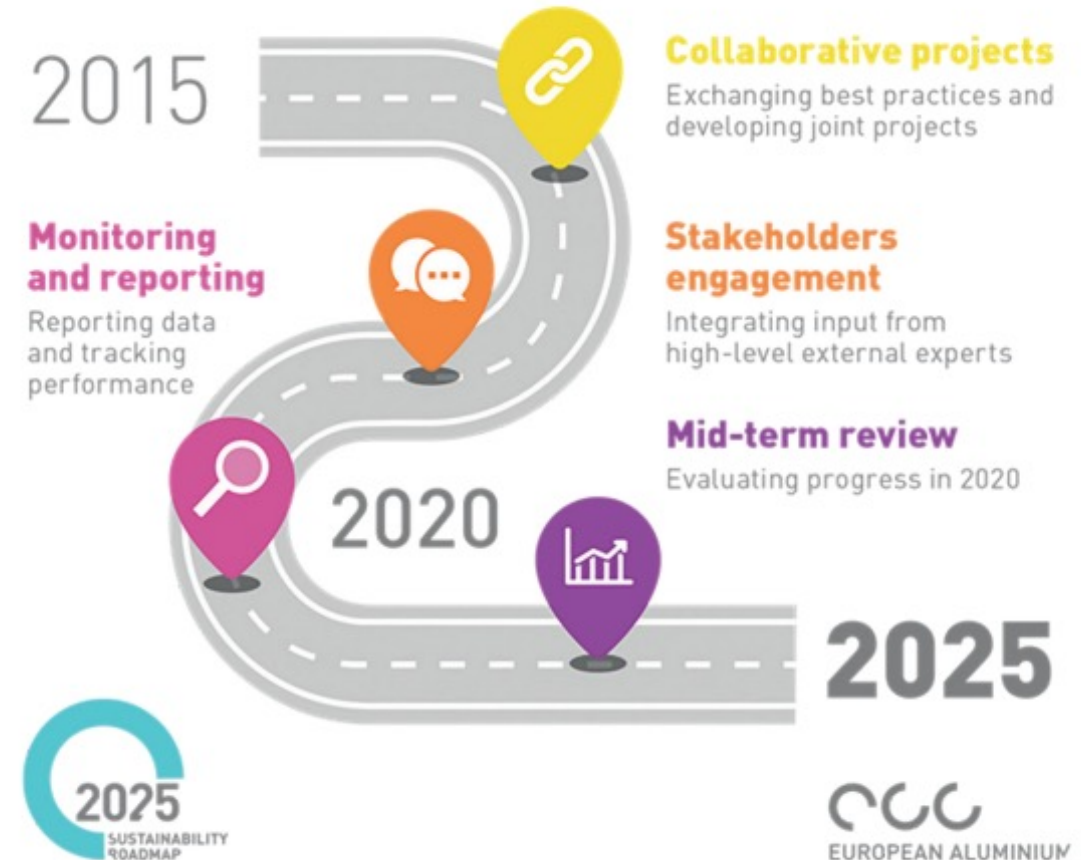 2015
Collaborative projects
Exchanging best practices and
developing joint projects
Monitoring
and reporting
Reporting data
and tracking
performance
Stakeholders
engagement
Integrating input from
high-level external experts
Mid-term review
Evaluating progress in 2020
2020
2025
2025
SUSTAINABILITY
ROADMAP
EUROPEAN ALUMINIUM